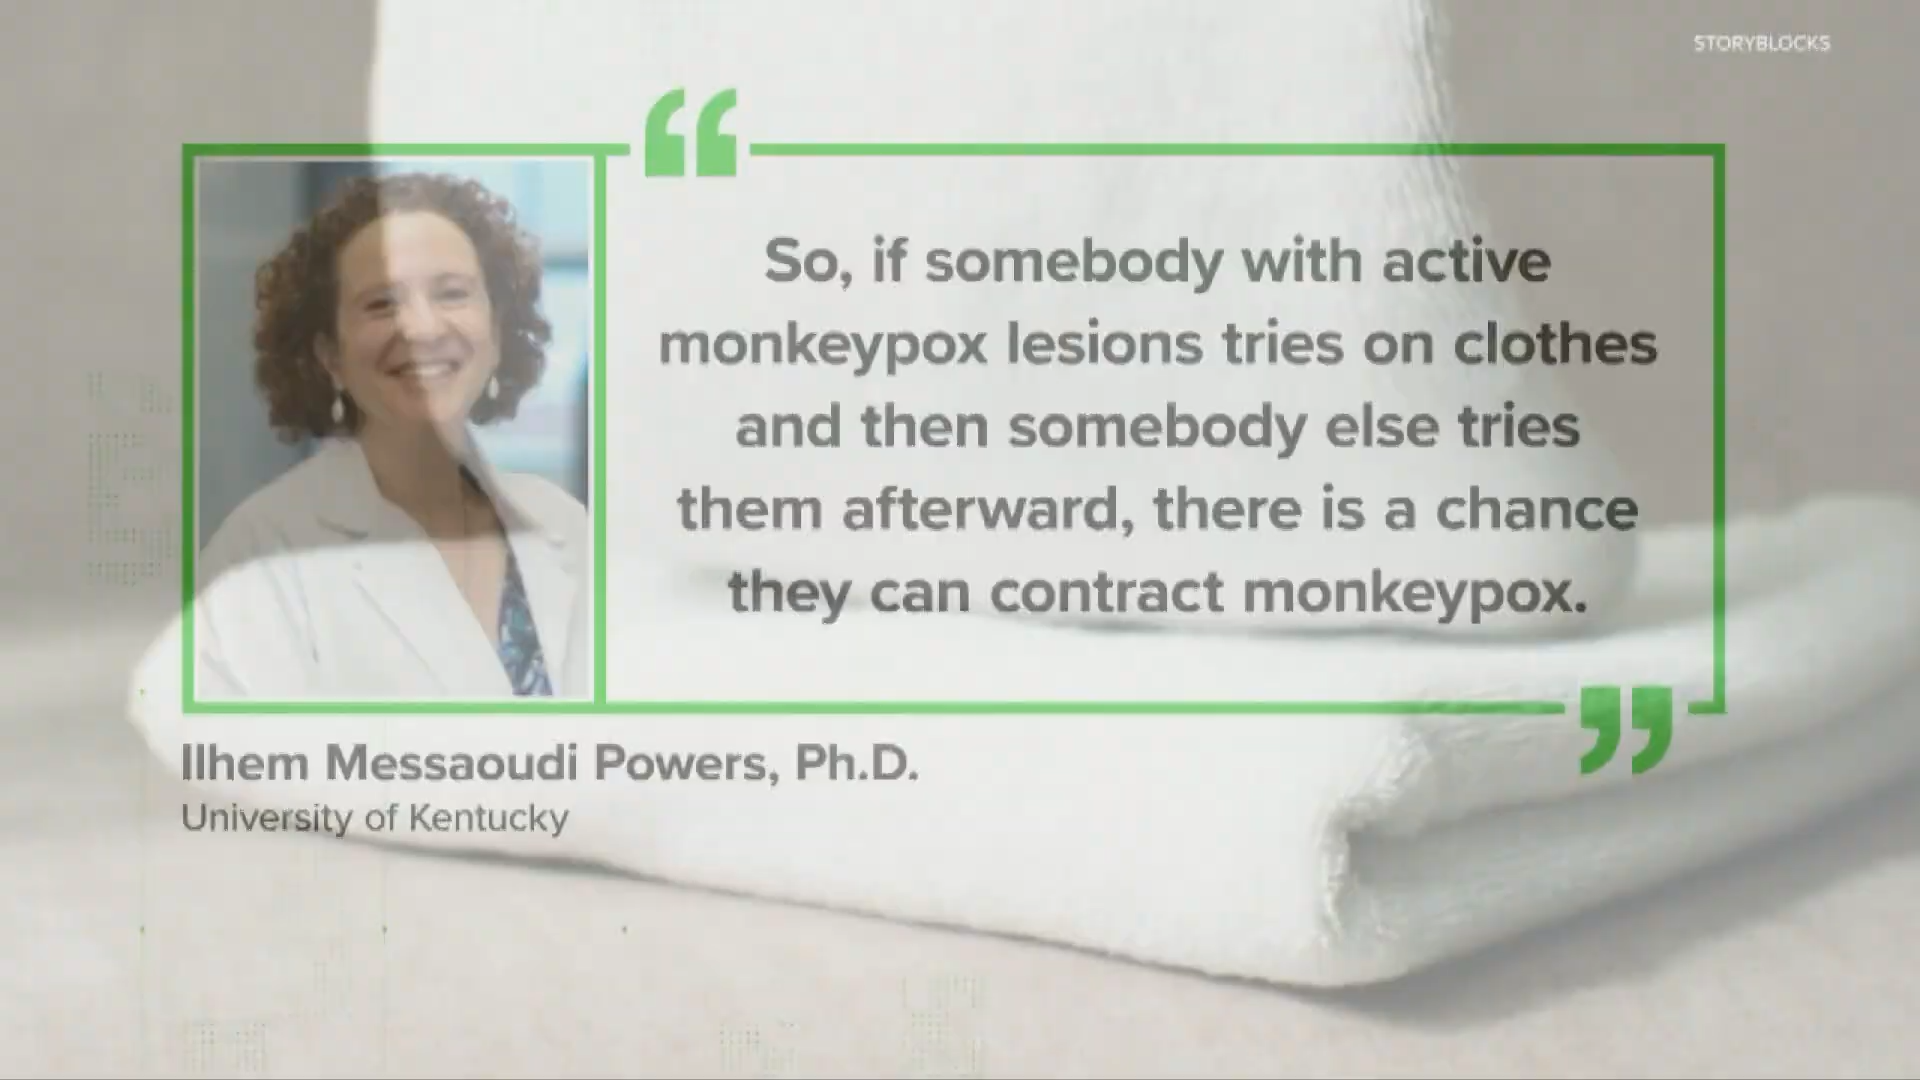 STORYBLOCKS
“
So, if somebody with active
monkeypox lesions tries on clothes
and then somebody else tries
them afterward, there is a chance
they can contract monkeypox.
”
Ilhem Messaoudi Powers, Ph.D.
University of Kentucky